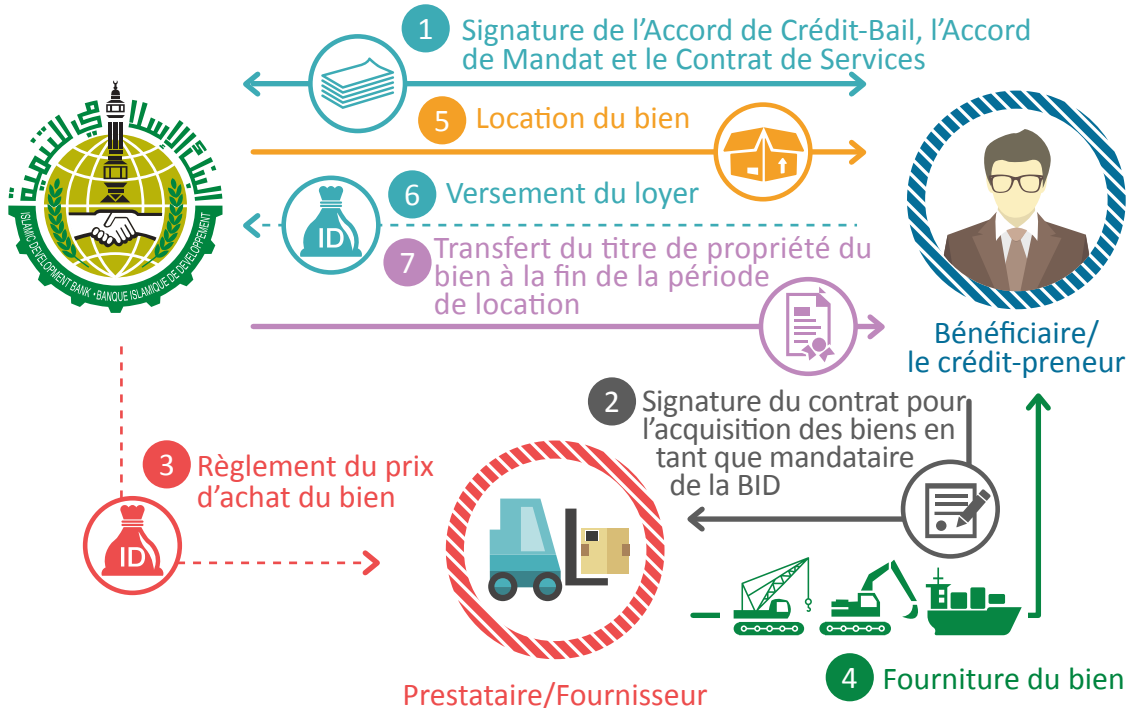 1 Signature de l’Accord de Crédit-Bail, l’Accord
de Mandat et le Contrat de Services
5 Location du bien
البنك الإسلامي للتنمية
ISLAMIC DEVELOPMENT BANK • BANQUE ISLAMIQUE DE DEVELOPPEMENT
6 Versement du loyer
ID
7 Transfert du titre de propriété du
bien à la fin de la période
de location
Bénéficiaire/
le crédit-preneur
2 Signature du contrat pour
l’acquisition des biens en
tant que mandataire
de la BID
3 Règlement du prix
d’achat du bien
ID
4 Fourniture du bien
Prestataire/Fournisseur